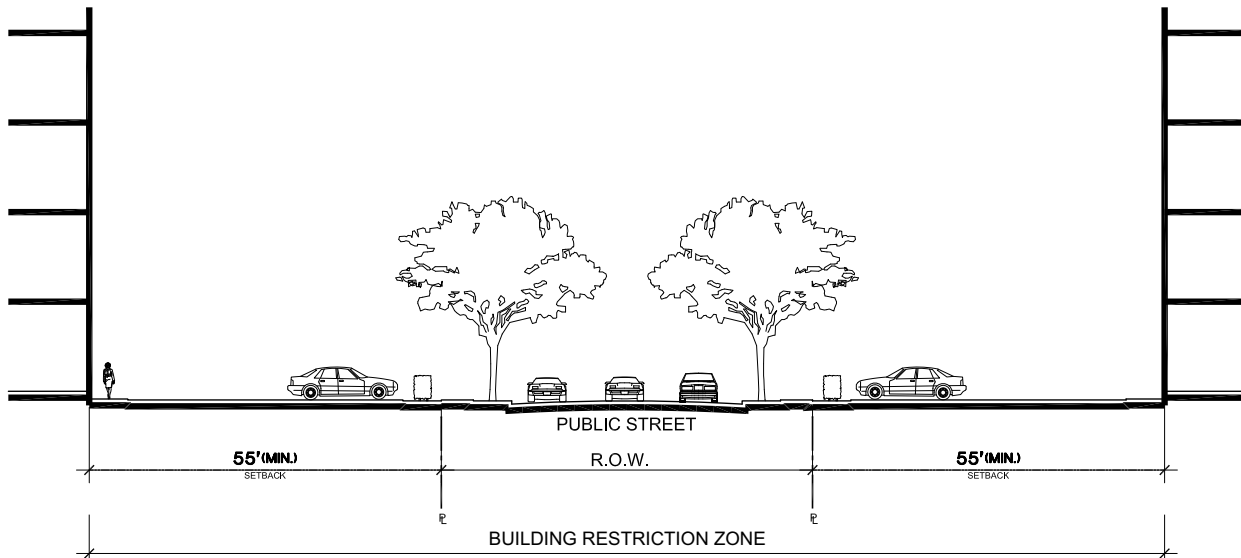 PUBLIC STREET
55'(MIN.) R.O.W. 55'(MIN.)
SETBACK SETBACK
℄ ℄
BUILDING RESTRICTION ZONE